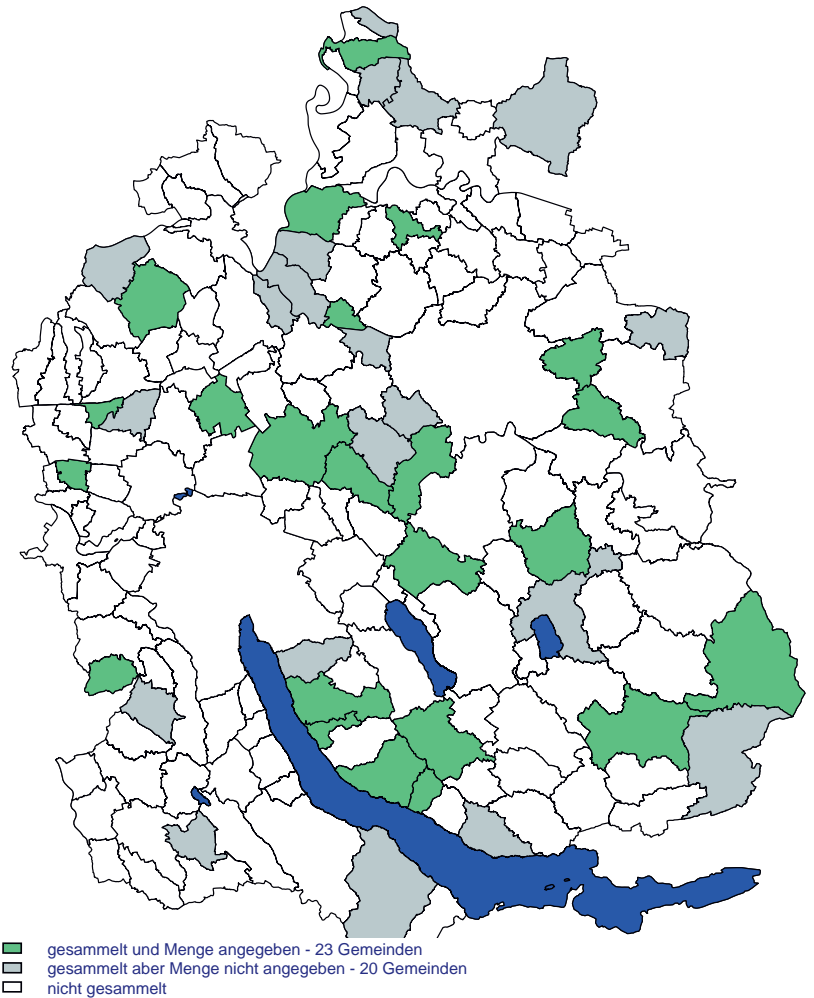 gesammelt und Menge angegeben - 23 Gemeinden
gesammelt aber Menge nicht angegeben - 20 Gemeinden
nicht gesammelt